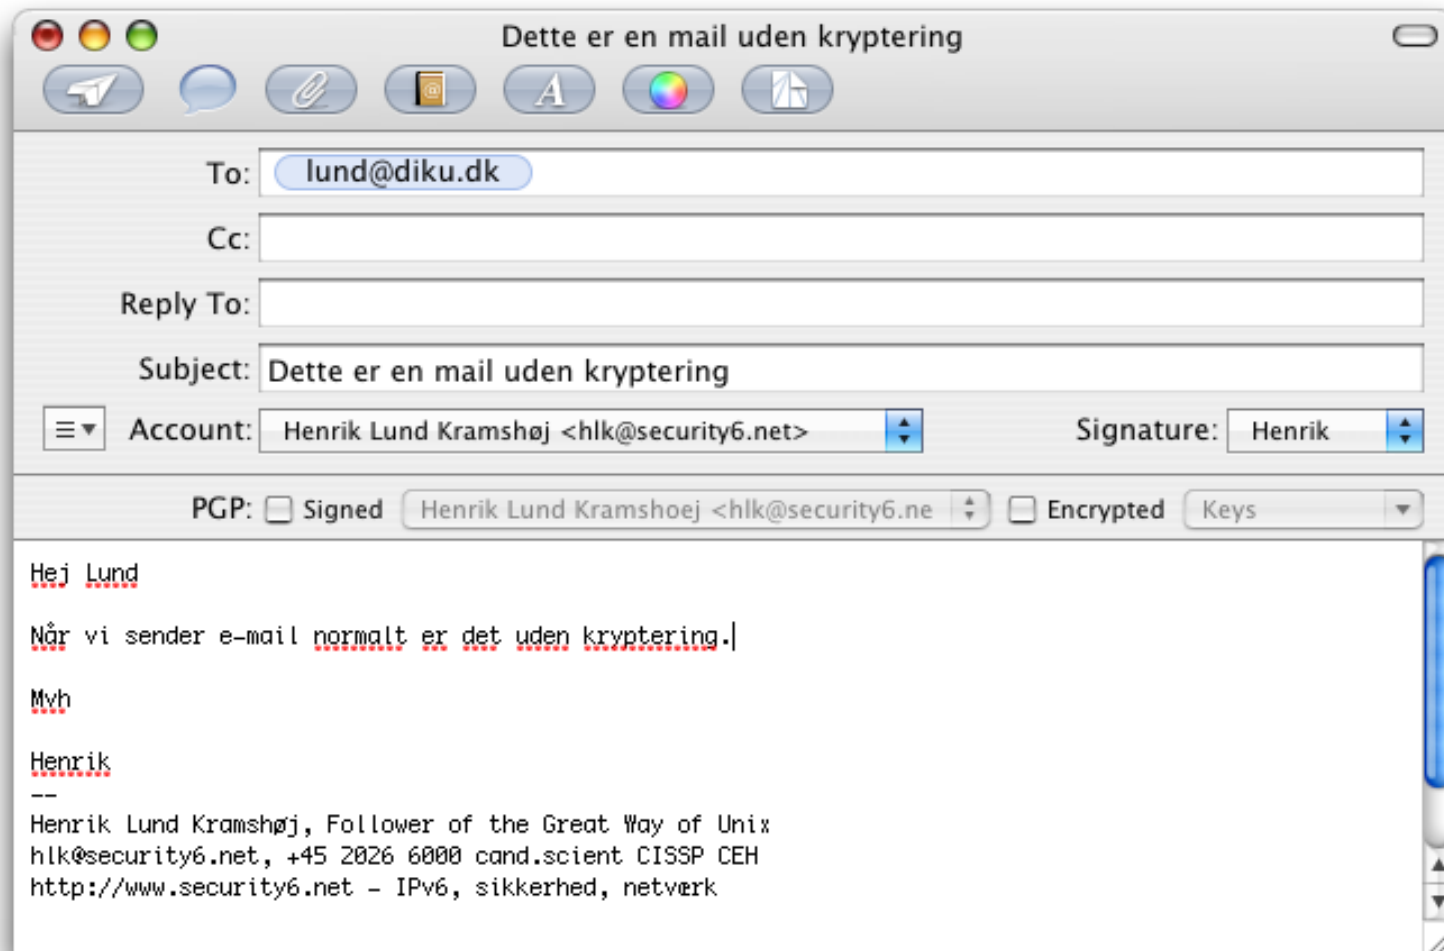 Dette er en mail uden kryptering
To: lund@diku.dk
Cc:
Reply To:
Subject: Dette er en mail uden kryptering
Account: Henrik Lund Kramshøj <hlk@security6.net> Signature: Henrik
PGP: Signed Henrik Lund Kramshoej <hlk@security6.ne Encrypted Keys
Hej Lund
Når vi sender e-mail normalt er det uden kryptering.
Mvh
Henrik
--
Henrik Lund Kramshøj, Follower of the Great Way of Unix
hlk@security6.net, +45 2026 6000 cand.scient CISSP CEH
http://www.security6.net - IPv6, sikkerhed, netværk